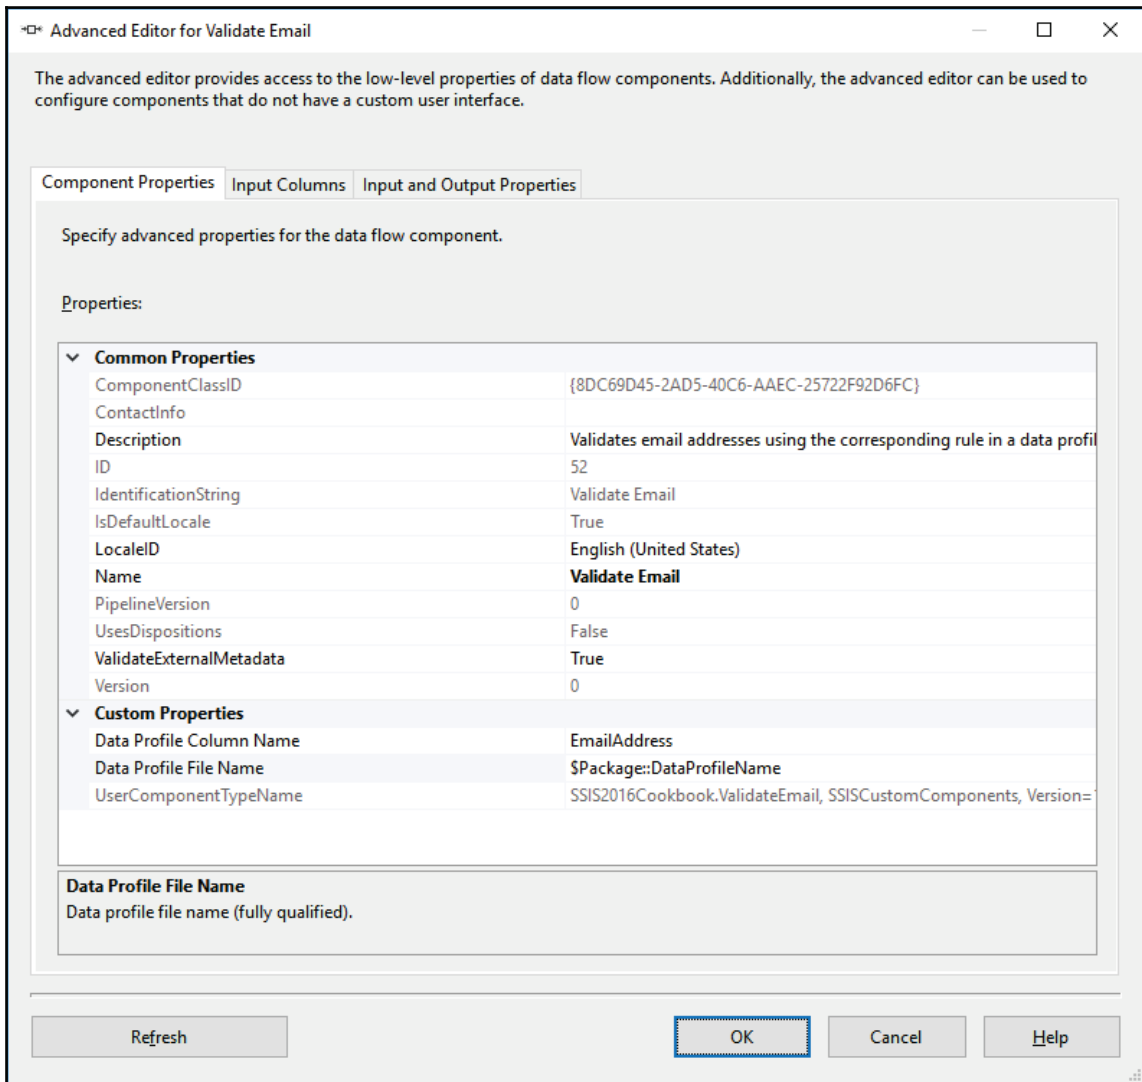 Advanced Editor for Validate Email
The advanced editor provides access to the low-level properties of data flow components. Additionally, the advanced editor can be used to
configure components that do not have a custom user interface.
Component Properties Input Columns Input and Output Properties
Specify advanced properties for the data flow component.
Properties:
Common Properties
ComponentClassID {8DC69D45-2AD5-40C6-AAEC-25722F92D6FC}
ContactInfo
Description Validates email addresses using the corresponding rule in a data profil
ID 52
IdentificationString Validate Email
IsDefaultLocale True
LocaleID English (United States)
Name Validate Email
PipelineVersion 0
UsesDispositions False
ValidateExternalMetadata True
Version 0
Custom Properties
Data Profile Column Name EmailAddress
Data Profile File Name $Package::DataProfileName
UserComponentTypeName SSIS2016Cookbook.ValidateEmail, SSISCustomComponents, Version=
Data Profile File Name
Data profile file name (fully qualified).
Refresh OK Cancel Help